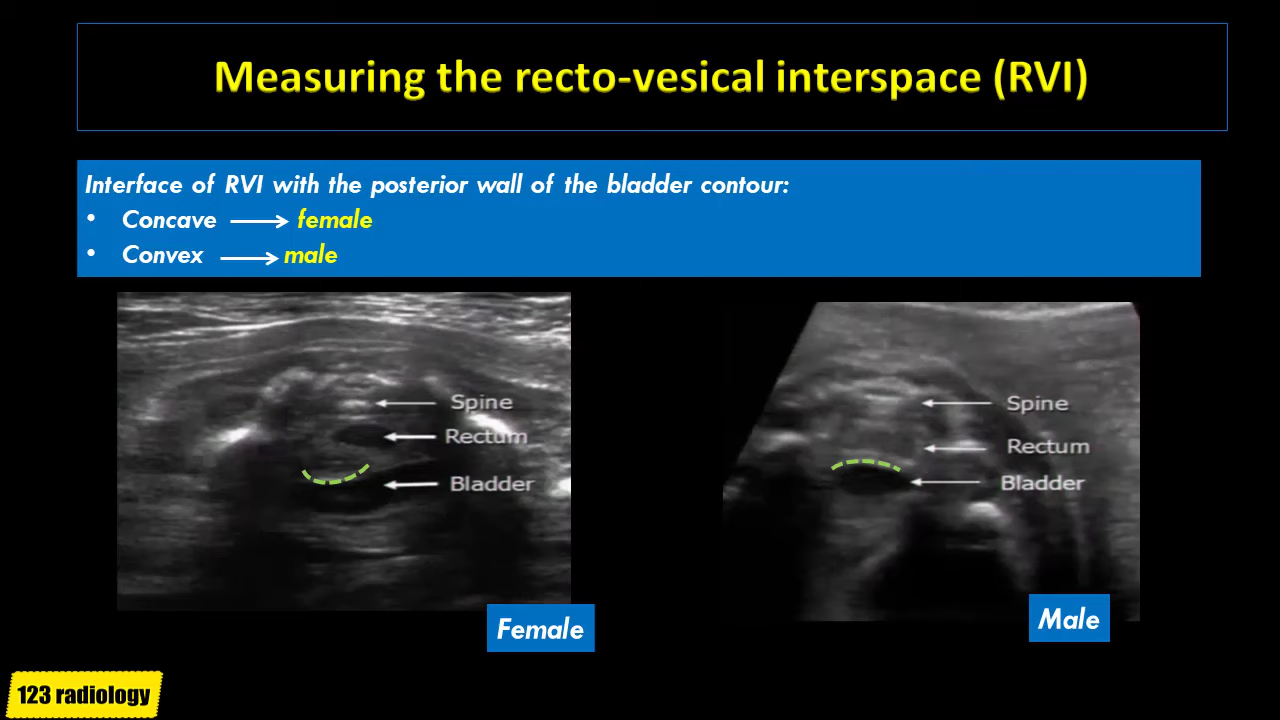 Measuring the recto-vesical interspace (RVI)
Interface of RVI with the posterior wall of the bladder contour:
• Concave → female
• Convex → male
Spine
Rectum
Bladder
Female
Spine
Rectum
Bladder
Male
123 radiology